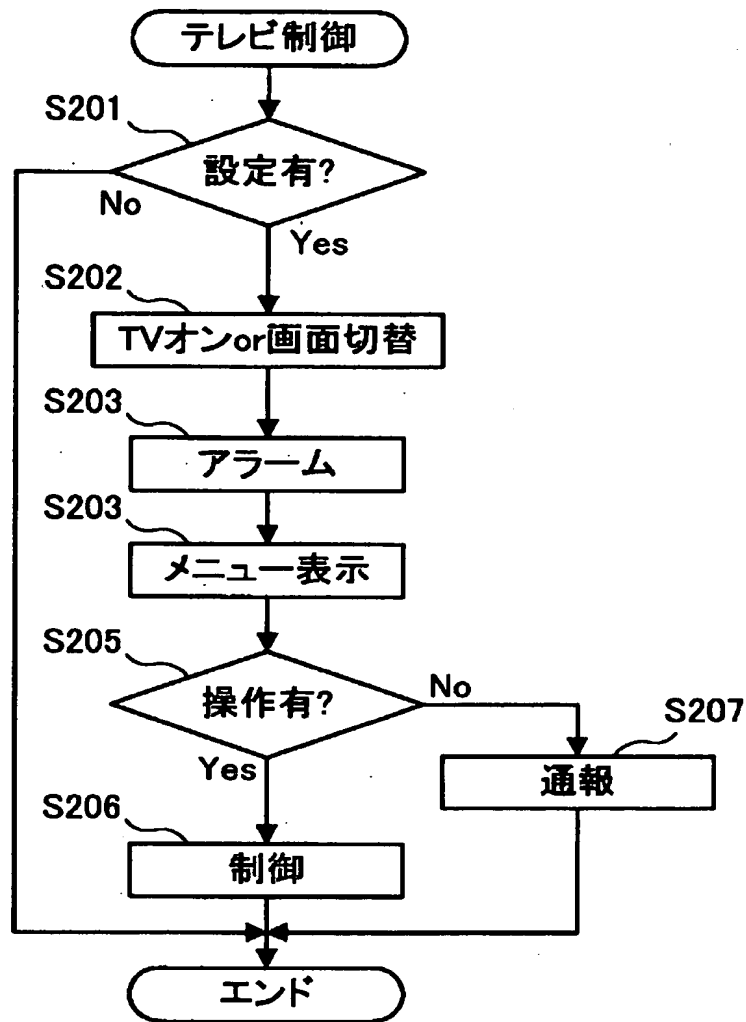 テレビ制御
S201
設定有?
No
Yes
S202
TVオンor画面切替
S203
アラーム
S203
メニュー表示
S205
操作有?
No
Yes
S207
通報
S206
制御
エンド